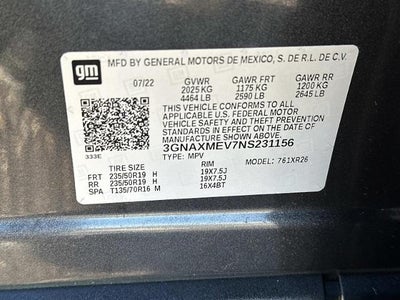 gm
MFD BY GENERAL MOTORS DE MEXICO, S. DE R.L. DE C.V.
07/22 GVWR GAWR FRT GAWR RR
2025 KG 1175 KG 1200 KG
4464 LB 2590 LB 2645 LB
THIS VEHICLE CONFORMS TO ALL
APPLICABLE U.S. FEDERAL MOTOR
VEHICLE SAFETY, BUMPER, AND THEFT
PREVENTION STANDARDS IN EFFECT ON THE DATE OF
MANUFACTURE SHOWN ABOVE.
3GNAXMEV7NS231156
333E TYPE: MPV MODEL: 761XR26
TIRE SIZE RIM
FRT 235/50R19 H 19X7.5J
RR 235/50R19 H 19X7.5J
SPA T135/70R16 M 16X4BT